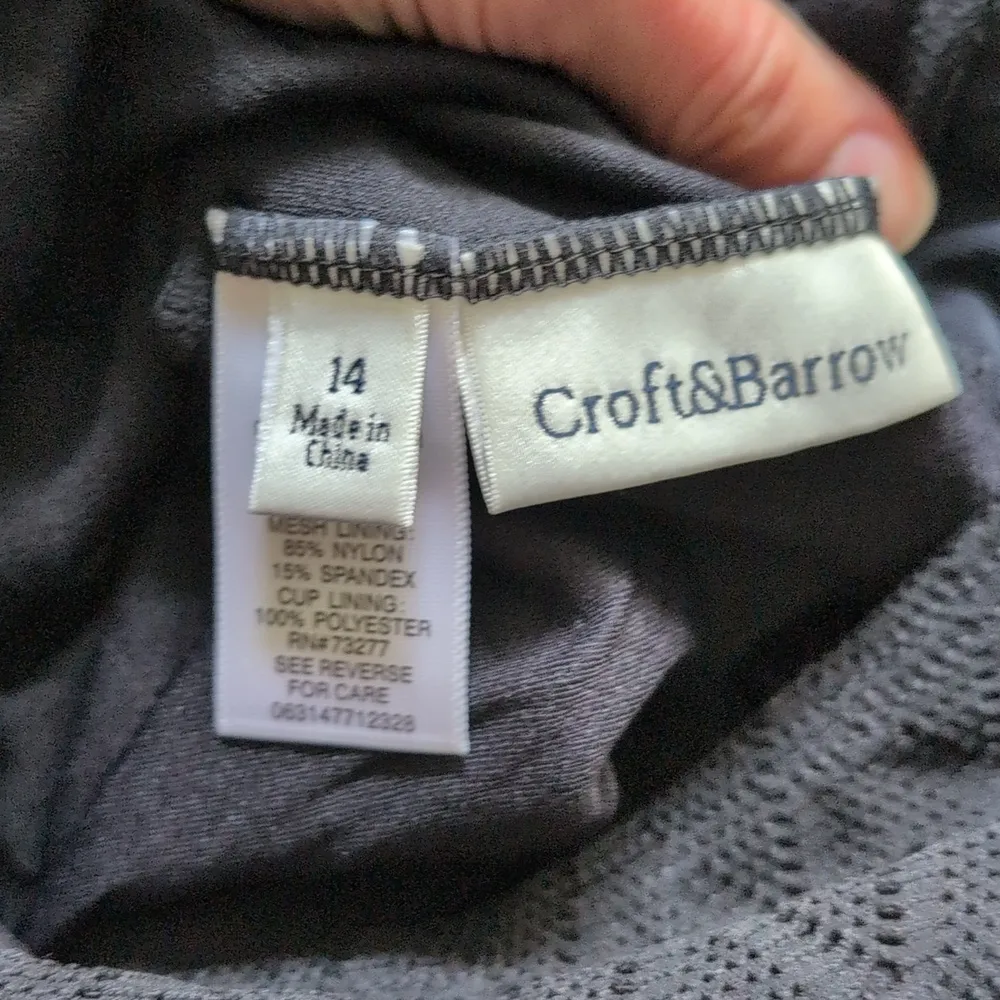 14
Made in
China
Croft&Barrow
MESH LINING:
85% NYLON
15% SPANDEX
CUP LINING:
100% POLYESTER
RN#73277
SEE REVERSE
FOR CARE
063147712328